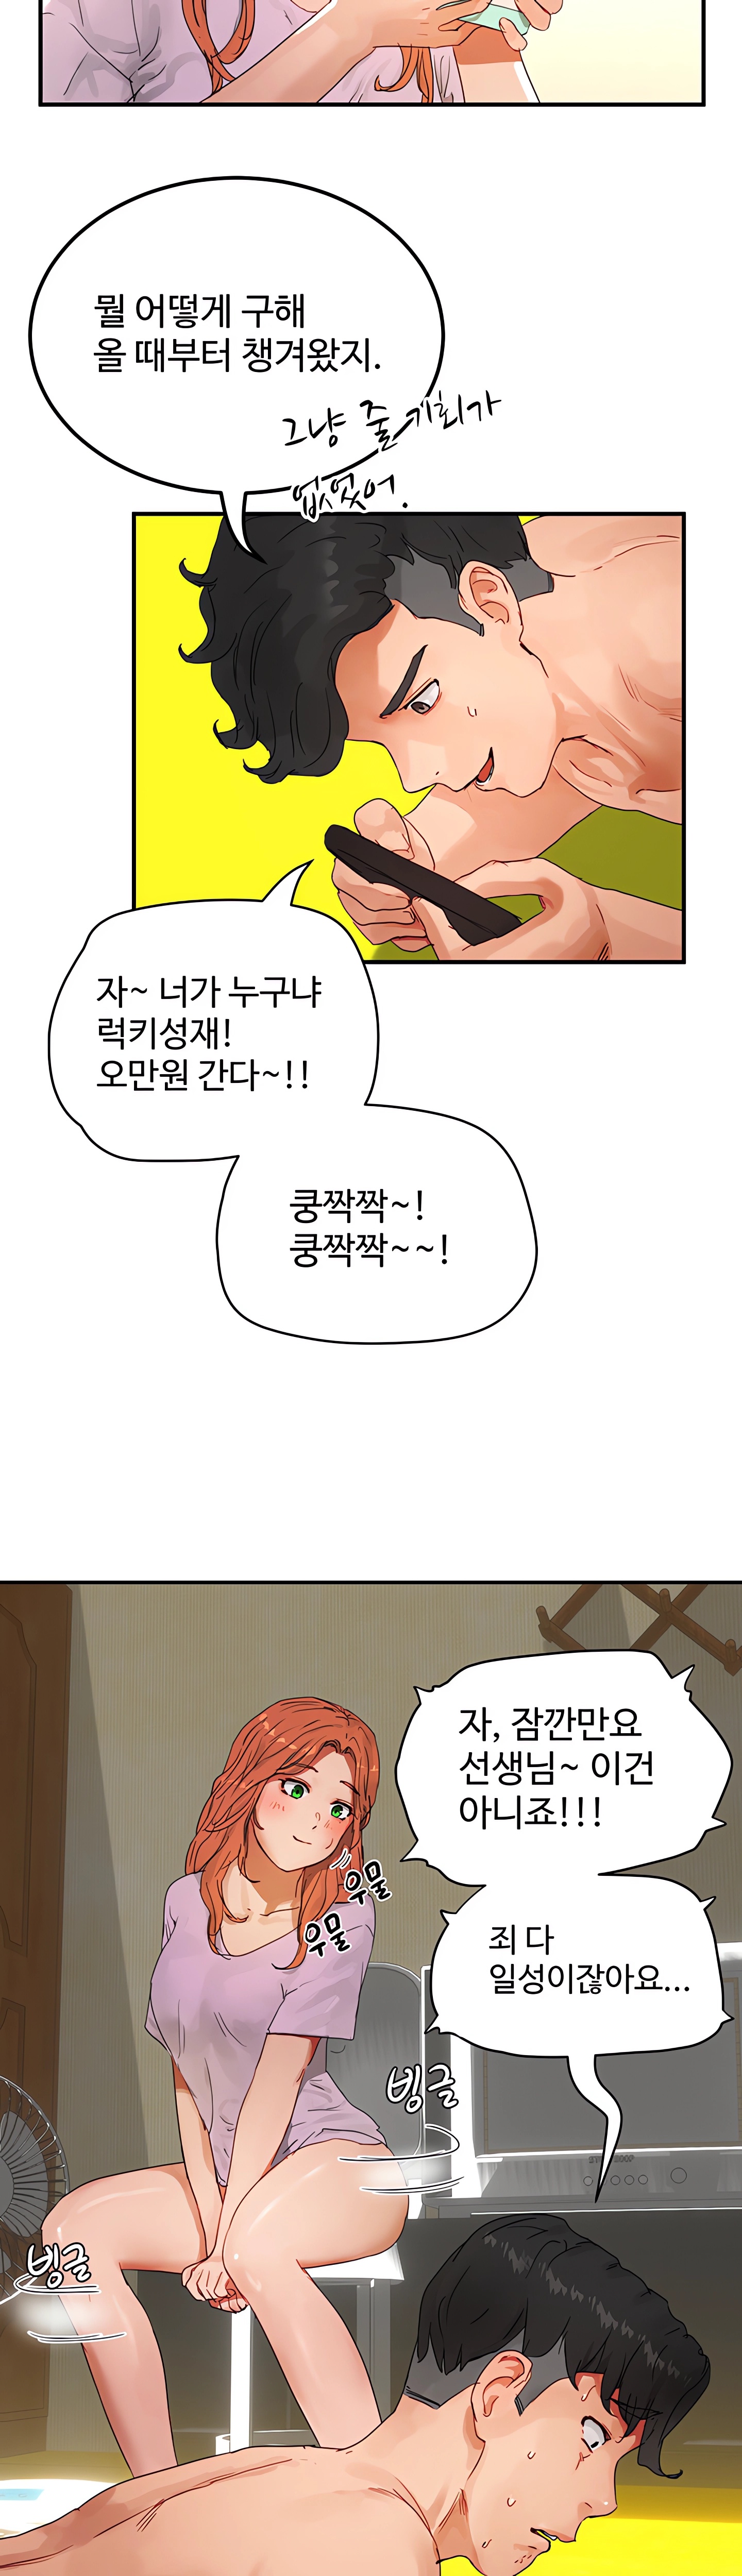 뭘 어떻게 구해
올 때부터 챙겨왔지.
그냥 줄 기회가
없었어.
자~ 너가 누구냐
럭키성재!
오만원 간다~!!
쿵짝짝~!
쿵짝짝~~!
자, 잠깐만요
선생님~ 이건
아니죠!!!
우물
우물
죄 다
일성이잖아요...
빙글
빙글